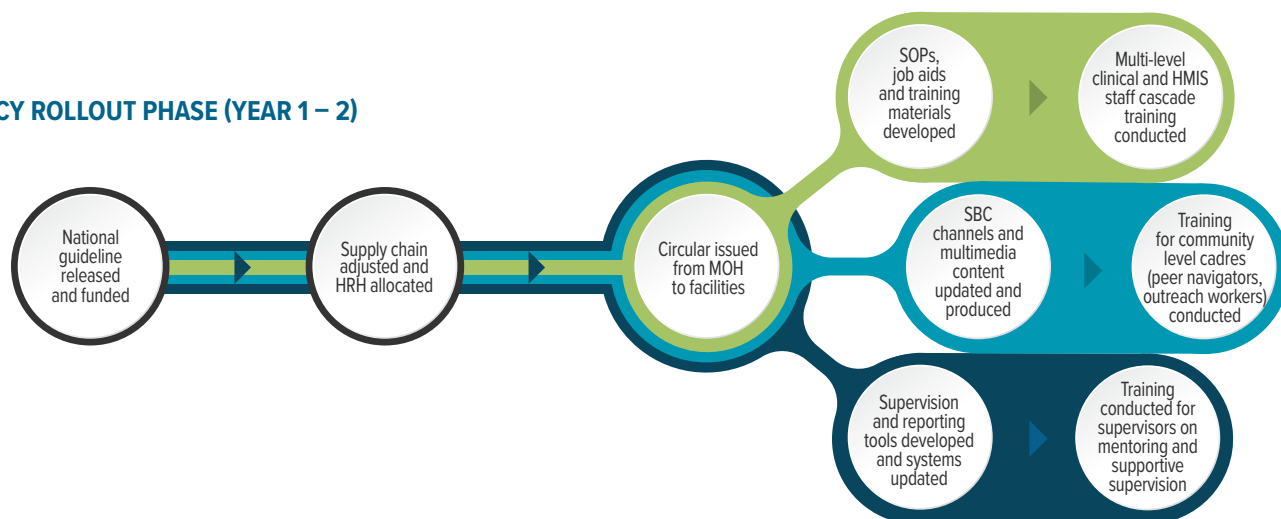 CY ROLLOUT PHASE (YEAR 1 – 2)
National
guideline
released
and funded
Supply chain
adjusted and
HRH allocated
Circular issued
from MOH
to facilities
SOPs,
job aids
and training
materials
developed
Multi-level
clinical and HMIS
staff cascade
training
conducted
SBC
channels and
multimedia
content
updated and
produced
Training
for community
level cadres
(peer navigators,
outreach workers)
conducted
Supervision
and reporting
tools developed
and systems
updated
Training
conducted for
supervisors on
mentoring and
supportive
supervision